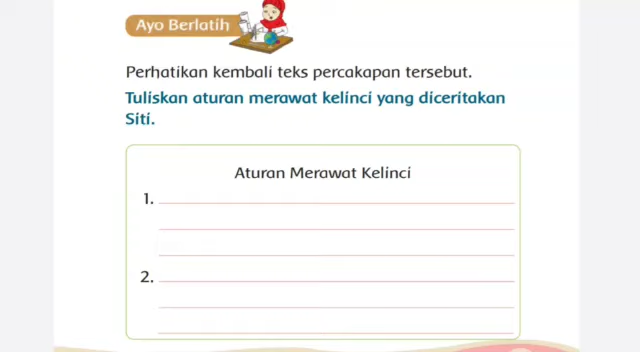 Ayo Berlatih
Perhatikan kembali teks percakapan tersebut.
Tuliskan aturan merawat kelinci yang diceritakan
Siti.
Aturan Merawat Kelinci
1.
2.